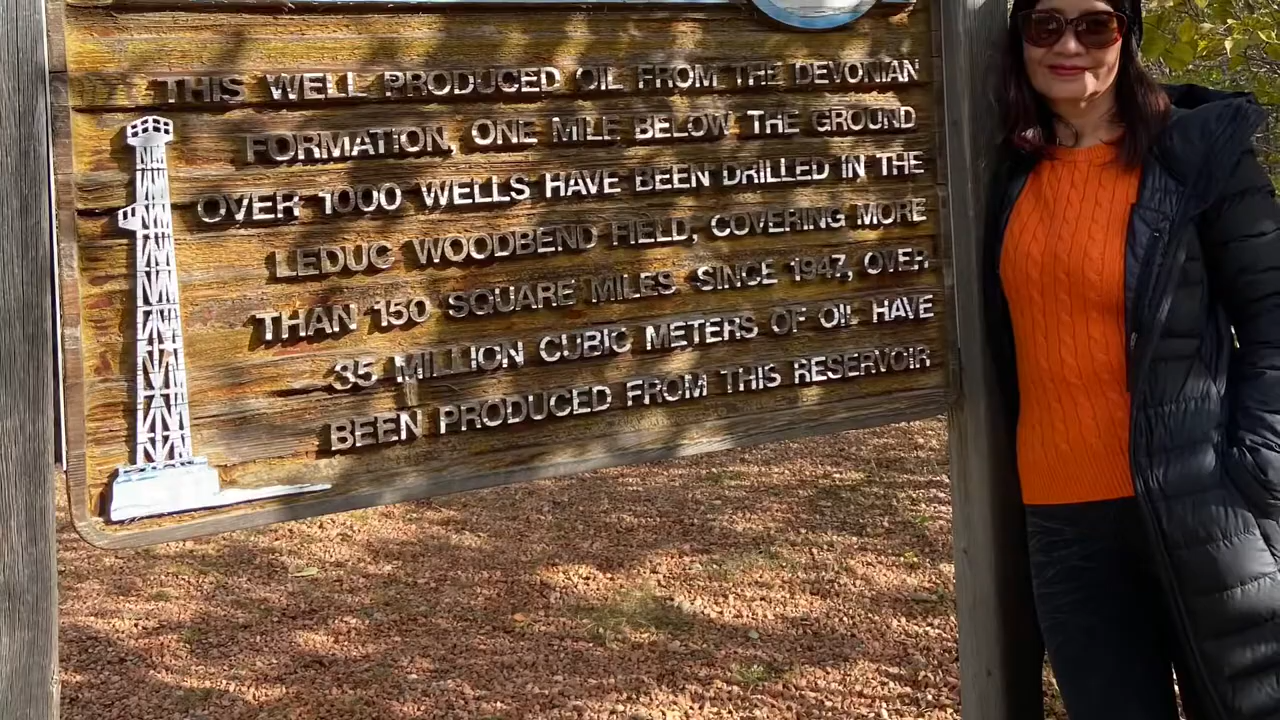 THIS WELL PRODUCED OIL FROM THE DEVONIAN
FORMATION, ONE MILE BELOW THE GROUND
OVER 1000 WELLS HAVE BEEN DRILLED IN THE
LEDUC WOODBEND FIELD, COVERING MORE
THAN 150 SQUARE MILES SINCE 1947, OVER
35 MILLION CUBIC METERS OF OIL HAVE
BEEN PRODUCED FROM THIS RESERVOIR